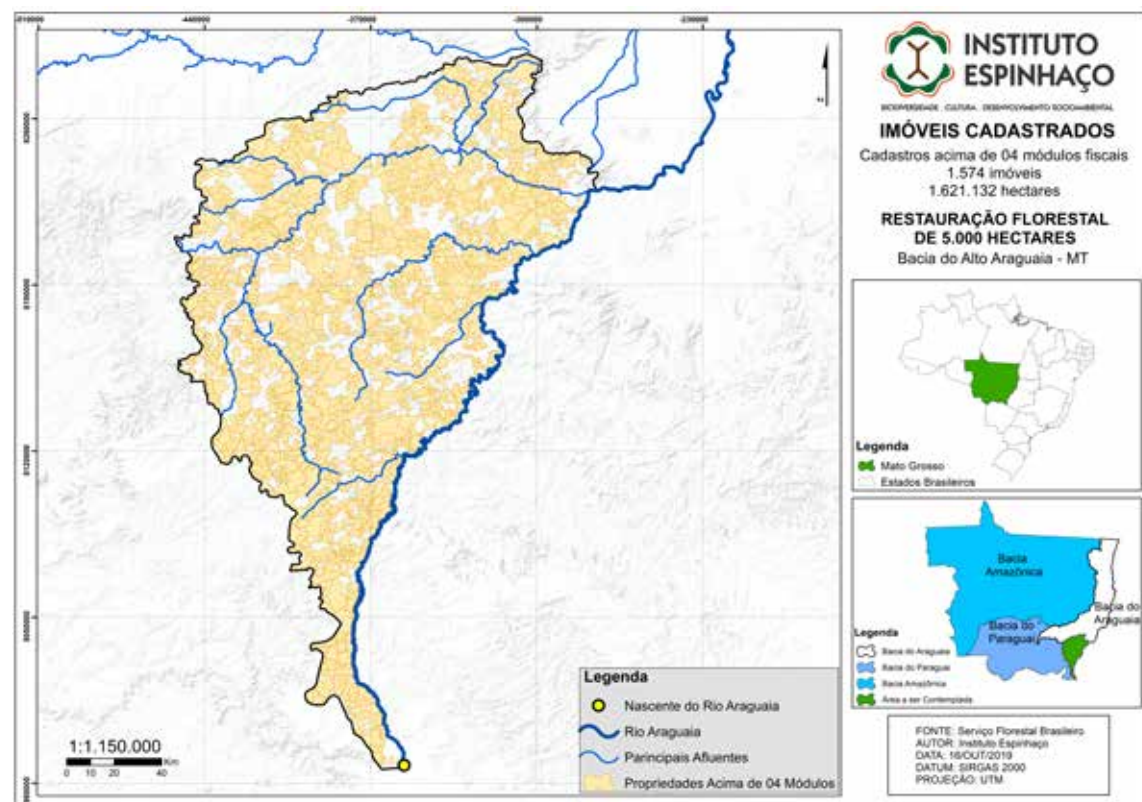 INSTITUTO
ESPINHAÇO
BIODIVERSIDADE . CULTURA . DESENVOLVIMENTO SOCIOAMBIENTAL
IMÓVEIS CADASTRADOS
Cadastros acima de 04 módulos fiscais
1.574 imóveis
1.621.132 hectares
RESTAURAÇÃO FLORESTAL
DE 5.000 HECTARES
Bacia do Alto Araguaia - MT
Legenda
Mato Grosso
Estados Brasileiros
Bacia
Amazônica
Bacia do
Araguaia
Bacia do
Paraguai
Legenda
Bacia do Araguaia
Bacia do Paraguai
Bacia Amazônica
Área a ser Contemplada
FONTE: Serviço Florestal Brasileiro
AUTOR: Instituto Espinhaço
DATA: 16/OUT/2019
DATUM: SIRGAS 2000
PROJEÇÃO: UTM
Legenda
Nascente do Rio Araguaia
Rio Araguaia
Parincipais Afluentes
Propriedades Acima de 04 Módulos
1:1.150.000
0 10 20 40 Km